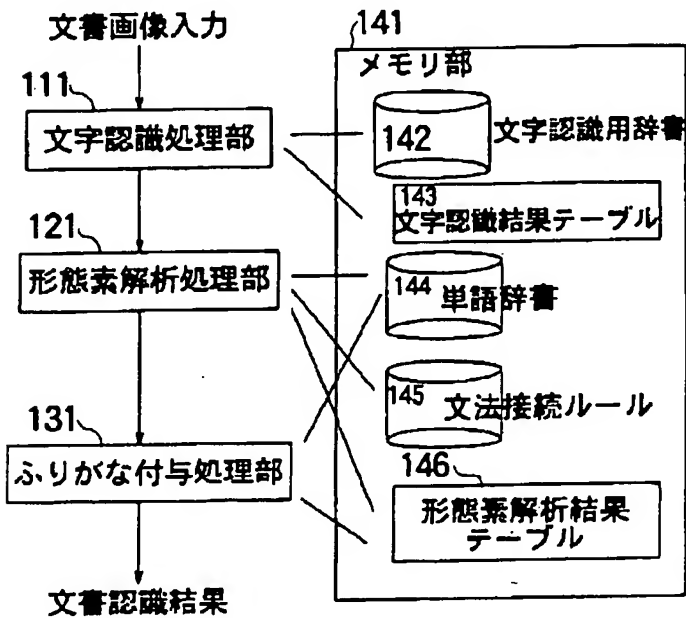 文書画像入力
111
文字認識処理部
121
形態素解析処理部
131
ふりがな付与処理部
文書認識結果
141
メモリ部
142
文字認識用辞書
143
文字認識結果テーブル
144
単語辞書
145
文法接続ルール
146
形態素解析結果
テーブル